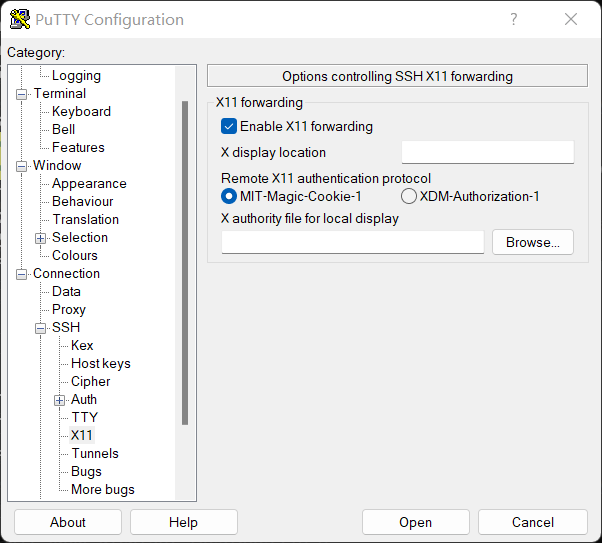 PuTTY Configuration
Category:
Logging
Terminal
Keyboard
Bell
Features
Window
Appearance
Behaviour
Translation
Selection
Colours
Connection
Data
Proxy
SSH
Kex
Host keys
Cipher
Auth
TTY
X11
Tunnels
Bugs
More bugs
Options controlling SSH X11 forwarding
X11 forwarding
Enable X11 forwarding
X display location
Remote X11 authentication protocol
MIT-Magic-Cookie-1 XDM-Authorization-1
X authority file for local display
Browse...
About Help Open Cancel